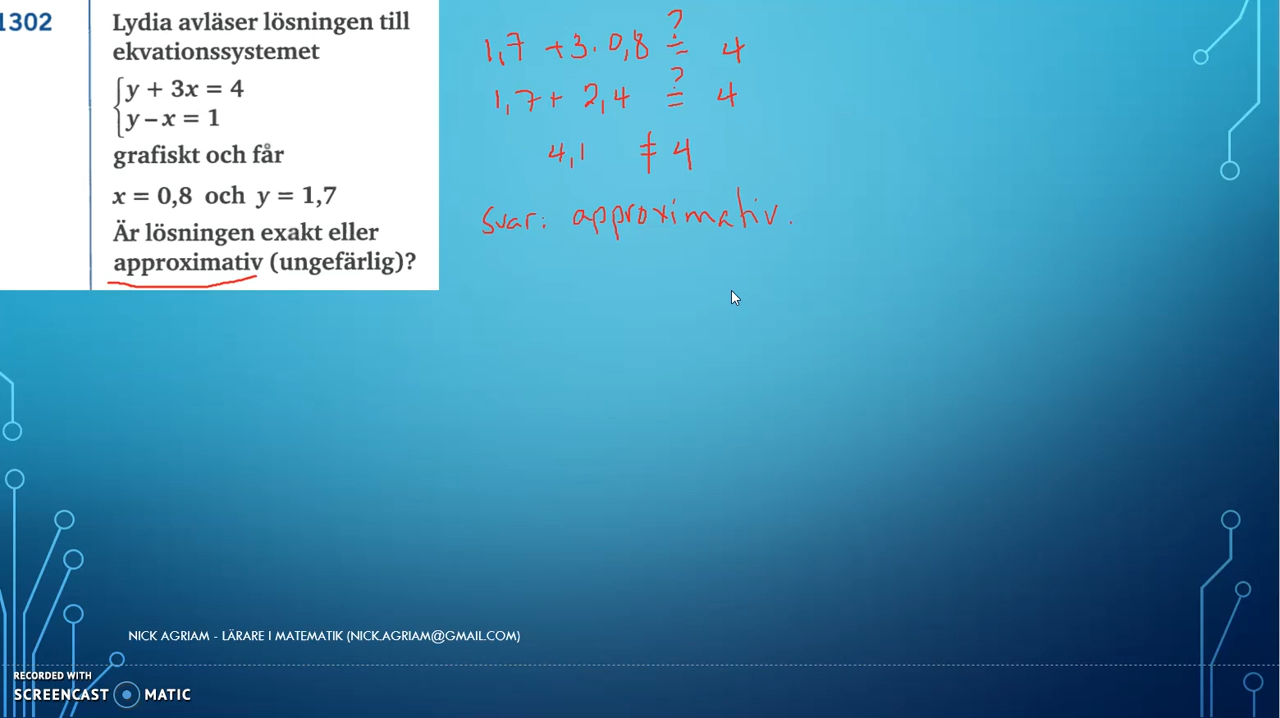 1302
Lydia avläser lösningen till
ekvationssystemet
y + 3x = 4
y – x = 1
grafiskt och får
x = 0,8 och y = 1,7
Är lösningen exakt eller
approximativ (ungefärlig)?
1,7 + 3 · 0,8 ≟ 4
1,7 + 2,4 ≟ 4
4,1 ≠ 4
svar: approximativ.
NICK AGRIAM - LÄRARE I MATEMATIK (NICK.AGRIAM@GMAIL.COM)
RECORDED WITH
SCREENCAST MATIC